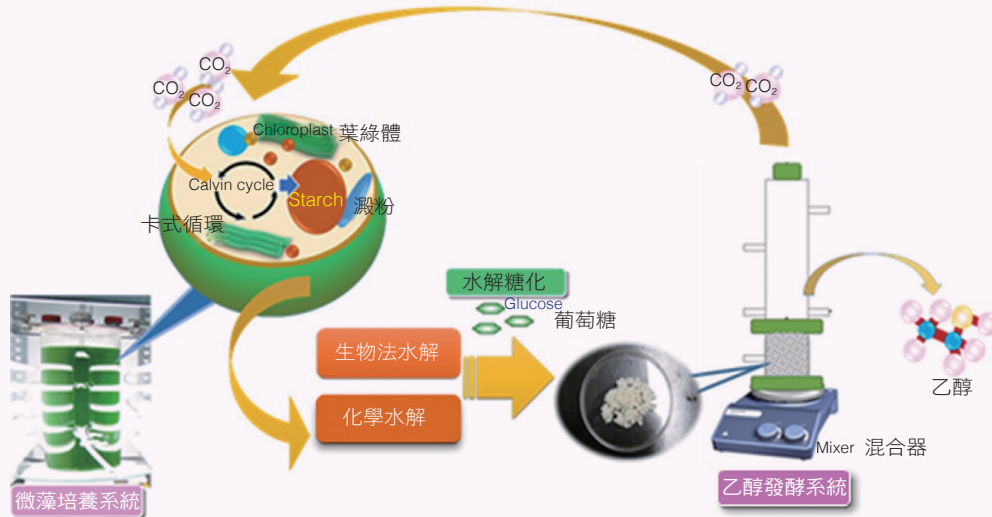 CO₂
CO₂
CO₂
CO₂
CO₂
Chloroplast 葉綠體
Calvin cycle
Starch
澱粉
卡式循環
水解糖化
Glucose
葡萄糖
生物法水解
化學水解
乙醇
Mixer 混合器
微藻培養系統
乙醇發酵系統